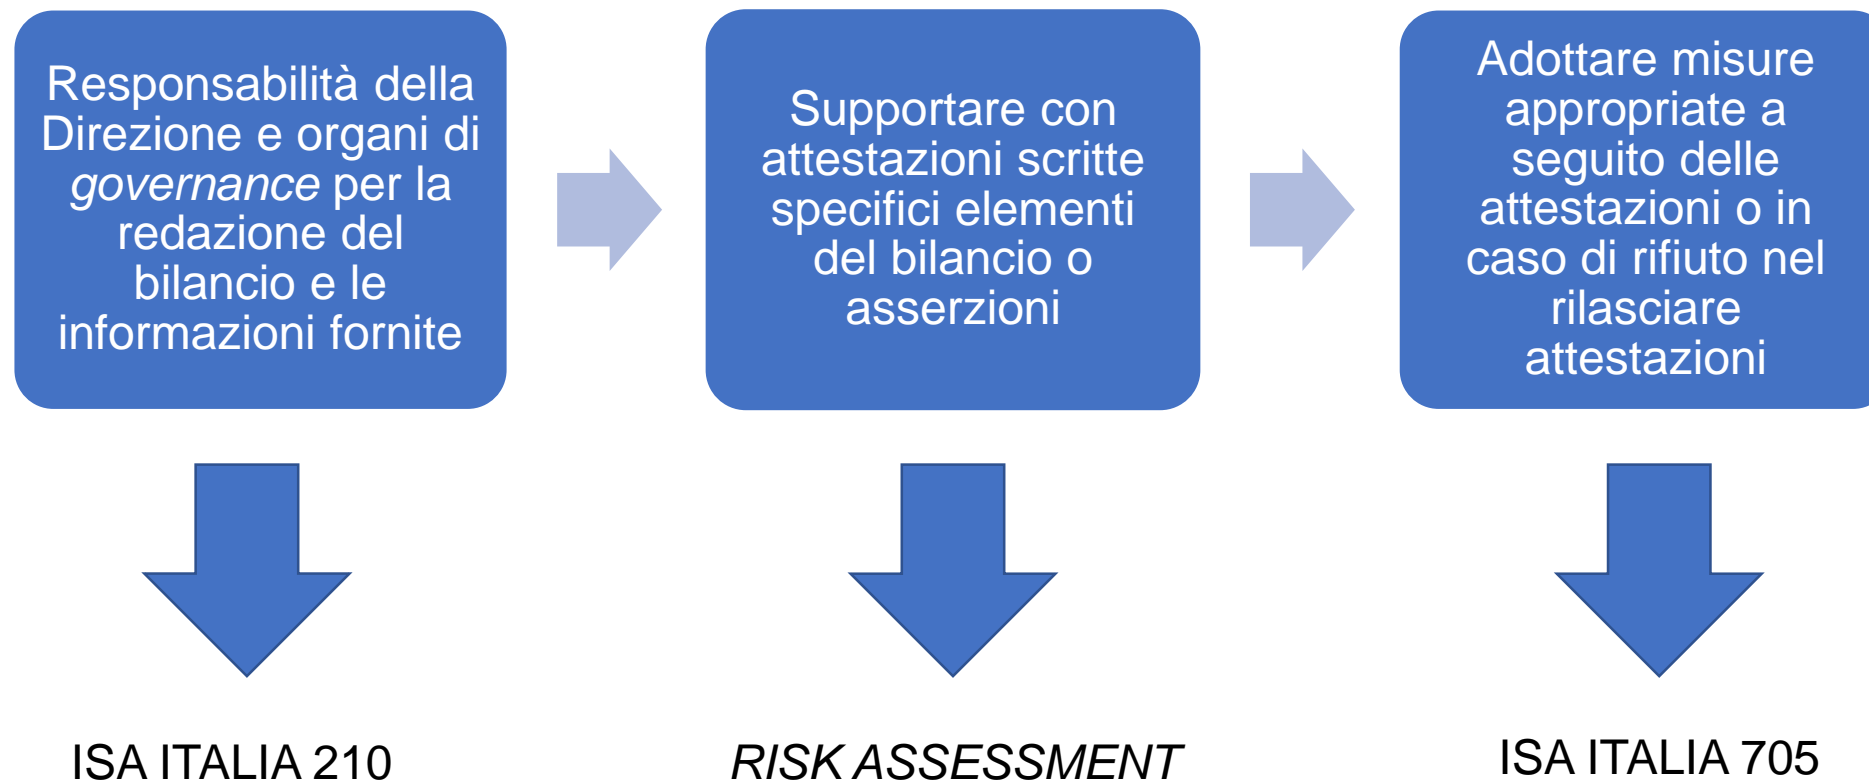 Responsabilità della
Direzione e organi di
governance per la
redazione del
bilancio e le
informazioni fornite
Supportare con
attestazioni scritte
specifici elementi
del bilancio o
asserzioni
Adottare misure
appropriate a
seguito delle
attestazioni o in
caso di rifiuto nel
rilasciare
attestazioni
ISA ITALIA 210
RISK ASSESSMENT
ISA ITALIA 705